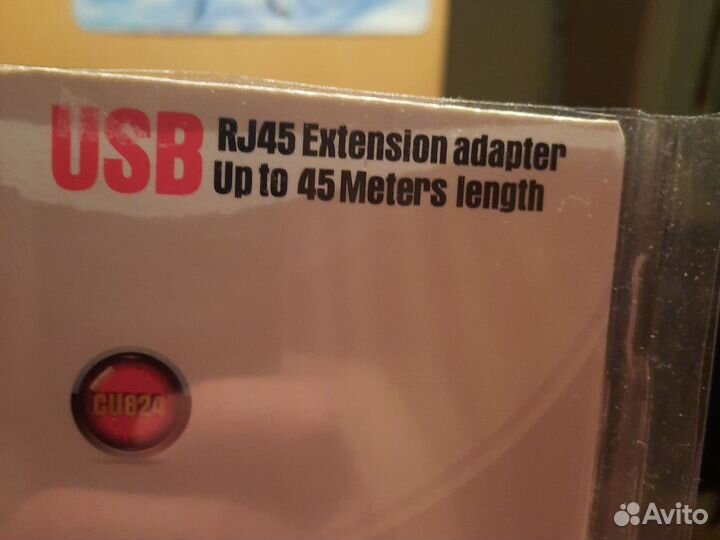 USB
RJ45 Extension adapter
Up to 45 Meters length
CU824
Avito